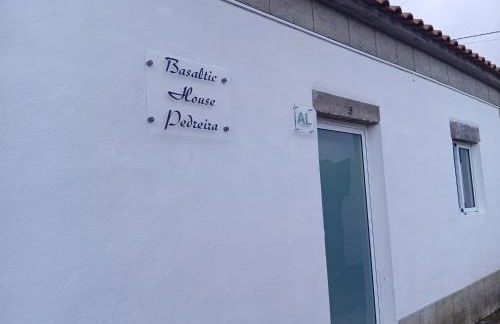 Basaltic
House
Pedreira
AL